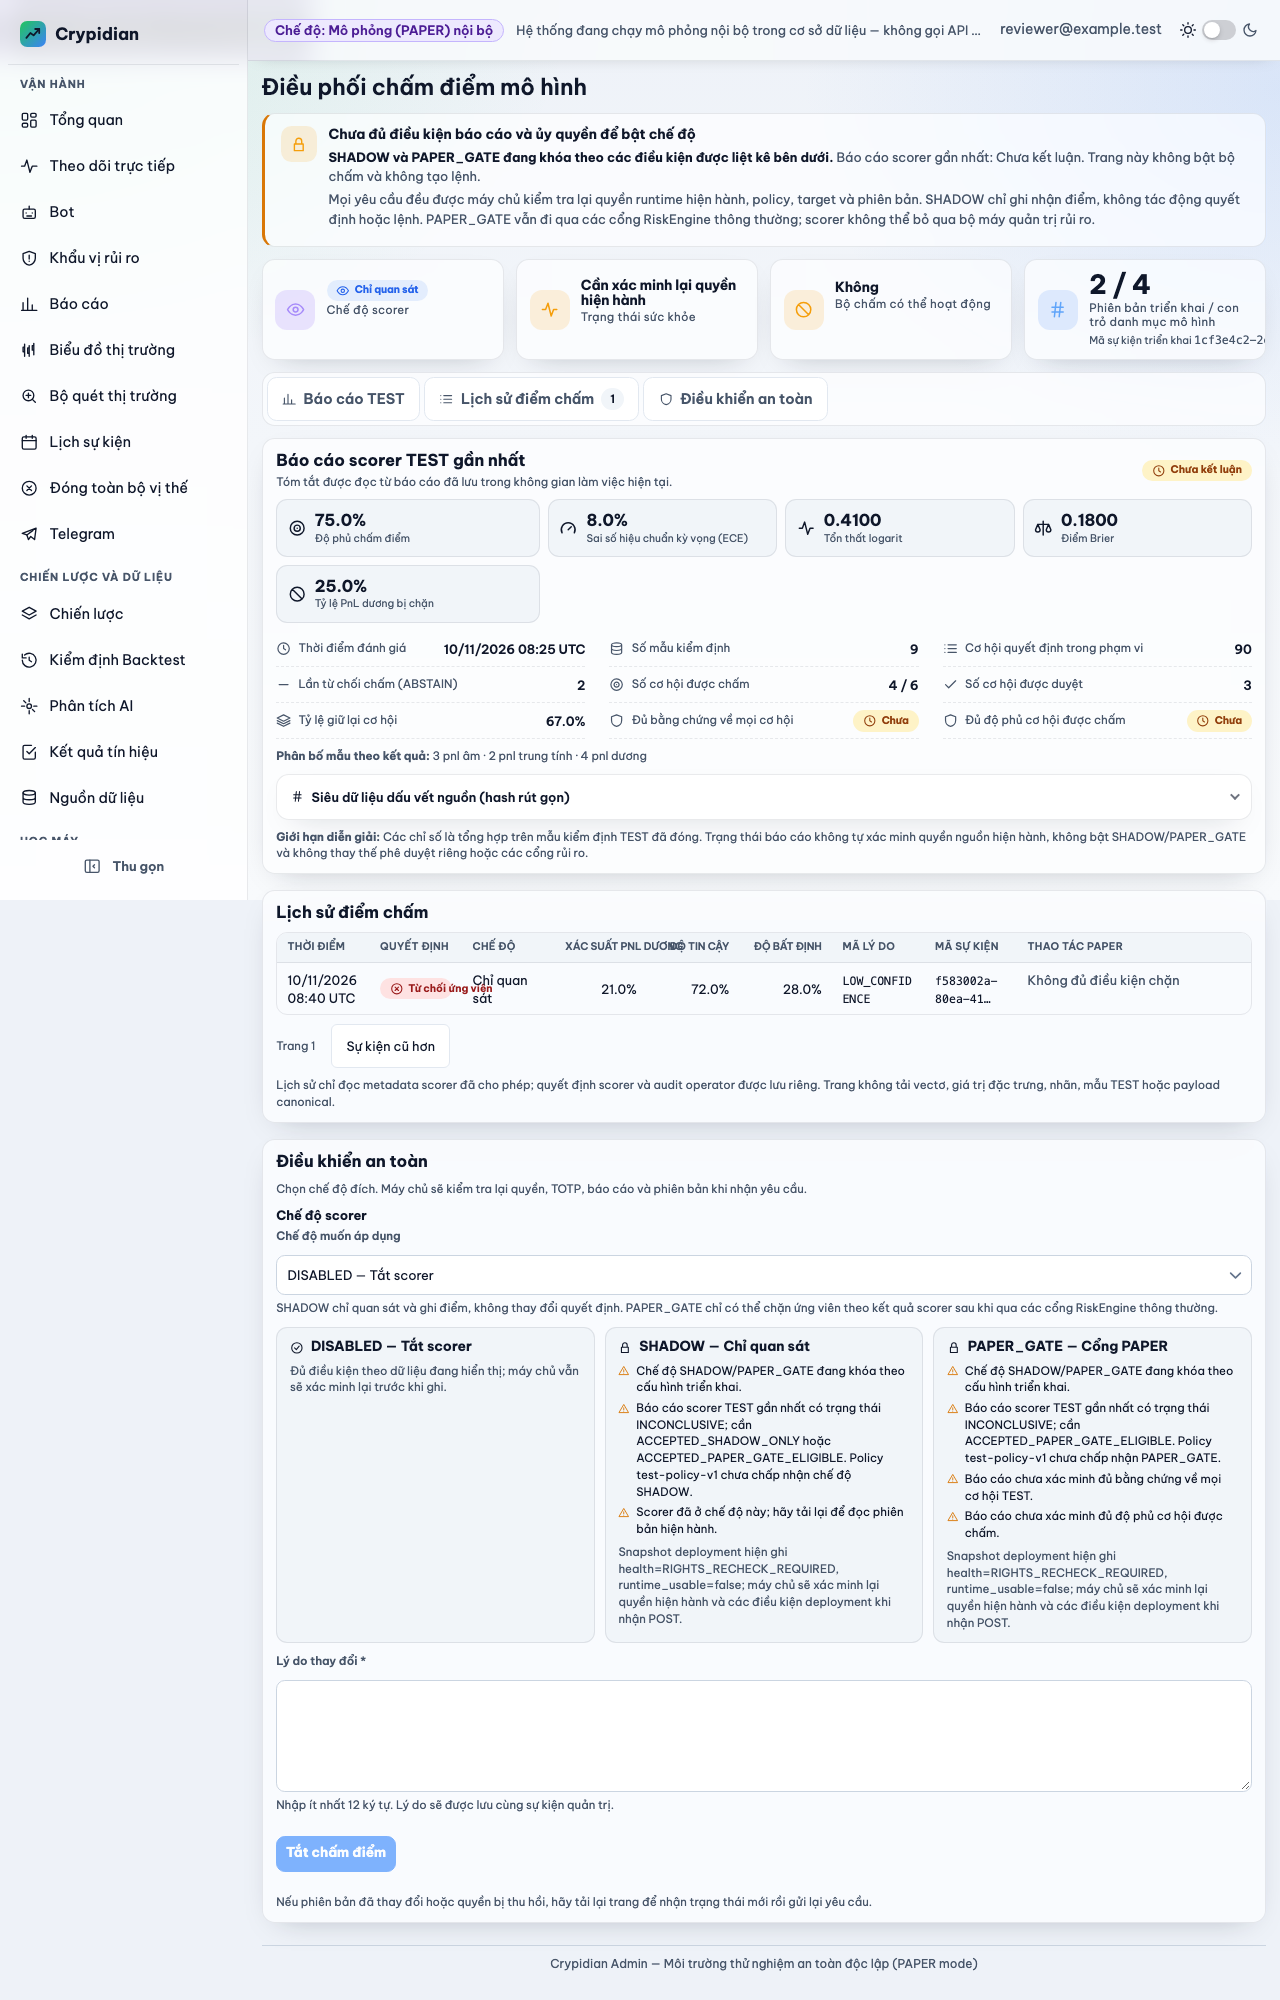 Crypidian
VẬN HÀNH
Tổng quan
Theo dõi trực tiếp
Bot
Khẩu vị rủi ro
Báo cáo
Biểu đồ thị trường
Bộ quét thị trường
Lịch sự kiện
Đóng toàn bộ vị thế
Telegram
CHIẾN LƯỢC VÀ DỮ LIỆU
Chiến lược
Kiểm định Backtest
Phân tích AI
Kết quả tín hiệu
Nguồn dữ liệu
HỌC MÁY
Thu gọn
Chế độ: Mô phỏng (PAPER) nội bộ
Hệ thống đang chạy mô phỏng nội bộ trong cơ sở dữ liệu — không gọi API ...
reviewer@example.test
Điều phối chấm điểm mô hình
Chưa đủ điều kiện báo cáo và ủy quyền để bật chế độ
SHADOW và PAPER_GATE đang khóa theo các điều kiện được liệt kê bên dưới. Báo cáo scorer gần nhất: Chưa kết luận. Trang này không bật bộ
chấm và không tạo lệnh.
Mọi yêu cầu đều được máy chủ kiểm tra lại quyền runtime hiện hành, policy, target và phiên bản. SHADOW chỉ ghi nhận điểm, không tác động quyết
định hoặc lệnh. PAPER_GATE vẫn đi qua các cổng RiskEngine thông thường; scorer không thể bỏ qua bộ máy quản trị rủi ro.
Chỉ quan sát
Chế độ scorer
Cần xác minh lại quyền
hiện hành
Trạng thái sức khỏe
Không
Bộ chấm có thể hoạt động
2 / 4
Phiên bản triển khai / con
trỏ danh mục mô hình
Mã sự kiện triển khai 1cf3e4c2-2
Báo cáo TEST
Lịch sử điểm chấm 1
Điều khiển an toàn
Báo cáo scorer TEST gần nhất
Tóm tắt được đọc từ báo cáo đã lưu trong không gian làm việc hiện tại.
Chưa kết luận
75.0%
Độ phủ chấm điểm
8.0%
Sai số hiệu chuẩn kỳ vọng (ECE)
0.4100
Tổn thất logarit
0.1800
Điểm Brier
25.0%
Tỷ lệ PnL dương bị chặn
Thời điểm đánh giá 10/11/2026 08:25 UTC
Số mẫu kiểm định 9
Cơ hội quyết định trong phạm vi 90
Lần từ chối chấm (ABSTAIN) 2
Số cơ hội được chấm 4 / 6
Số cơ hội được duyệt 3
Tỷ lệ giữ lại cơ hội 67.0%
Đủ bằng chứng về mọi cơ hội Chưa
Đủ độ phủ cơ hội được chấm Chưa
Phân bố mẫu theo kết quả: 3 pnl âm · 2 pnl trung tính · 4 pnl dương
Siêu dữ liệu dấu vết nguồn (hash rút gọn)
Giới hạn diễn giải: Các chỉ số là tổng hợp trên mẫu kiểm định TEST đã đóng. Trạng thái báo cáo không tự xác minh quyền nguồn hiện hành, không bật SHADOW/PAPER_GATE
và không thay thế phê duyệt riêng hoặc các cổng rủi ro.
Lịch sử điểm chấm
THỜI ĐIỂM QUYẾT ĐỊNH CHẾ ĐỘ XÁC SUẤT PNL DƯƠNG ĐỘ TIN CẬY ĐỘ BẤT ĐỊNH MÃ LÝ DO MÃ SỰ KIỆN THAO TÁC PAPER
10/11/2026
08:40 UTC
Từ chối ứng viên
Chỉ quan
sát
21.0%
72.0%
28.0%
LOW_CONFID
ENCE
f583002a-
80ea-41…
Không đủ điều kiện chặn
Trang 1
Sự kiện cũ hơn
Lịch sử chỉ đọc metadata scorer đã cho phép; quyết định scorer và audit operator được lưu riêng. Trang không tải vectơ, giá trị đặc trưng, nhãn, mẫu TEST hoặc payload
canonical.
Điều khiển an toàn
Chọn chế độ đích. Máy chủ sẽ kiểm tra lại quyền, TOTP, báo cáo và phiên bản khi nhận yêu cầu.
Chế độ scorer
Chế độ muốn áp dụng
DISABLED — Tắt scorer
SHADOW chỉ quan sát và ghi điểm, không thay đổi quyết định. PAPER_GATE chỉ có thể chặn ứng viên theo kết quả scorer sau khi qua các cổng RiskEngine thông thường.
DISABLED — Tắt scorer
Đủ điều kiện theo dữ liệu đang hiển thị; máy chủ vẫn
sẽ xác minh lại trước khi ghi.
SHADOW — Chỉ quan sát
Chế độ SHADOW/PAPER_GATE đang khóa theo
cấu hình triển khai.
Báo cáo scorer TEST gần nhất có trạng thái
INCONCLUSIVE; cần
ACCEPTED_SHADOW_ONLY hoặc
ACCEPTED_PAPER_GATE_ELIGIBLE. Policy
test-policy-v1 chưa chấp nhận chế độ
SHADOW.
Scorer đã ở chế độ này; hãy tải lại để đọc phiên
bản hiện hành.
Snapshot deployment hiện ghi
health=RIGHTS_RECHECK_REQUIRED,
runtime_usable=false; máy chủ sẽ xác minh lại
quyền hiện hành và các điều kiện deployment khi
nhận POST.
PAPER_GATE — Cổng PAPER
Chế độ SHADOW/PAPER_GATE đang khóa theo
cấu hình triển khai.
Báo cáo scorer TEST gần nhất có trạng thái
INCONCLUSIVE; cần
ACCEPTED_PAPER_GATE_ELIGIBLE. Policy
test-policy-v1 chưa chấp nhận PAPER_GATE.
Báo cáo chưa xác minh đủ bằng chứng về mọi
cơ hội TEST.
Báo cáo chưa xác minh đủ độ phủ cơ hội được
chấm.
Snapshot deployment hiện ghi
health=RIGHTS_RECHECK_REQUIRED,
runtime_usable=false; máy chủ sẽ xác minh lại
quyền hiện hành và các điều kiện deployment khi
nhận POST.
Lý do thay đổi *
Nhập ít nhất 12 ký tự. Lý do sẽ được lưu cùng sự kiện quản trị.
Tắt chấm điểm
Nếu phiên bản đã thay đổi hoặc quyền bị thu hồi, hãy tải lại trang để nhận trạng thái mới rồi gửi lại yêu cầu.
Crypidian Admin — Môi trường thử nghiệm an toàn độc lập (PAPER mode)